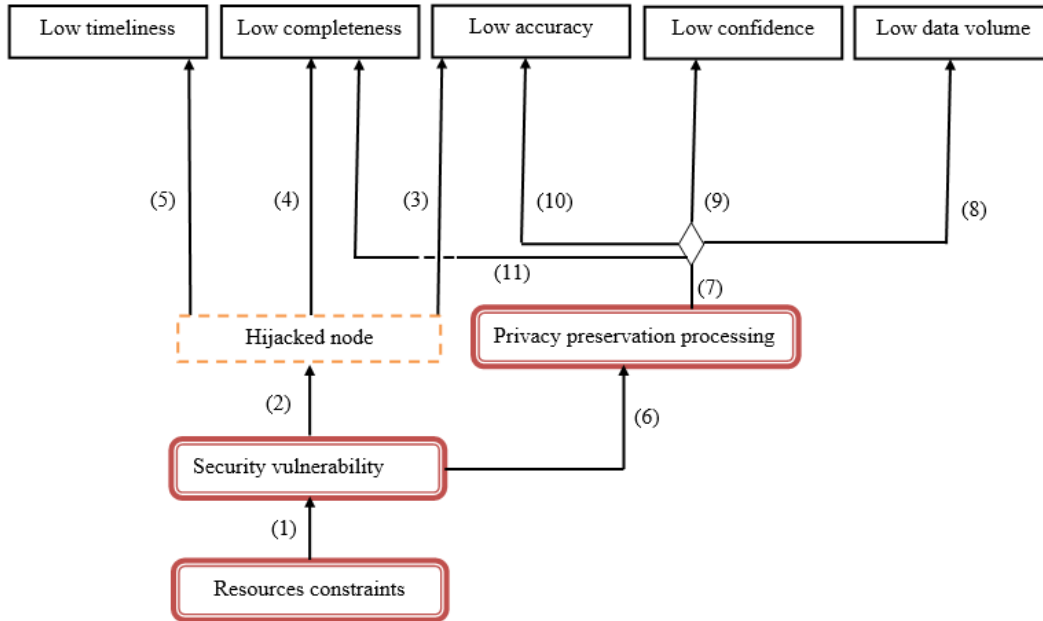 Low timeliness
Low completeness
Low accuracy
Low confidence
Low data volume
(5)
(4)
(3)
(10)
(9)
(8)
(11)
(7)
Hijacked node
Privacy preservation processing
(2)
(6)
Security vulnerability
(1)
Resources constraints